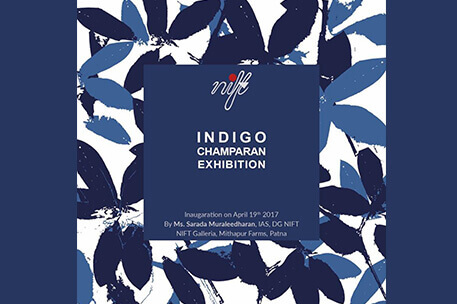 nift
INDIGO
CHAMPARAN
EXHIBITION
Inaugaration on April 19th 2017
By Ms. Sarada Muraleedharan, IAS, DG NIFT
NIFT Galleria, Mithapur Farms, Patna